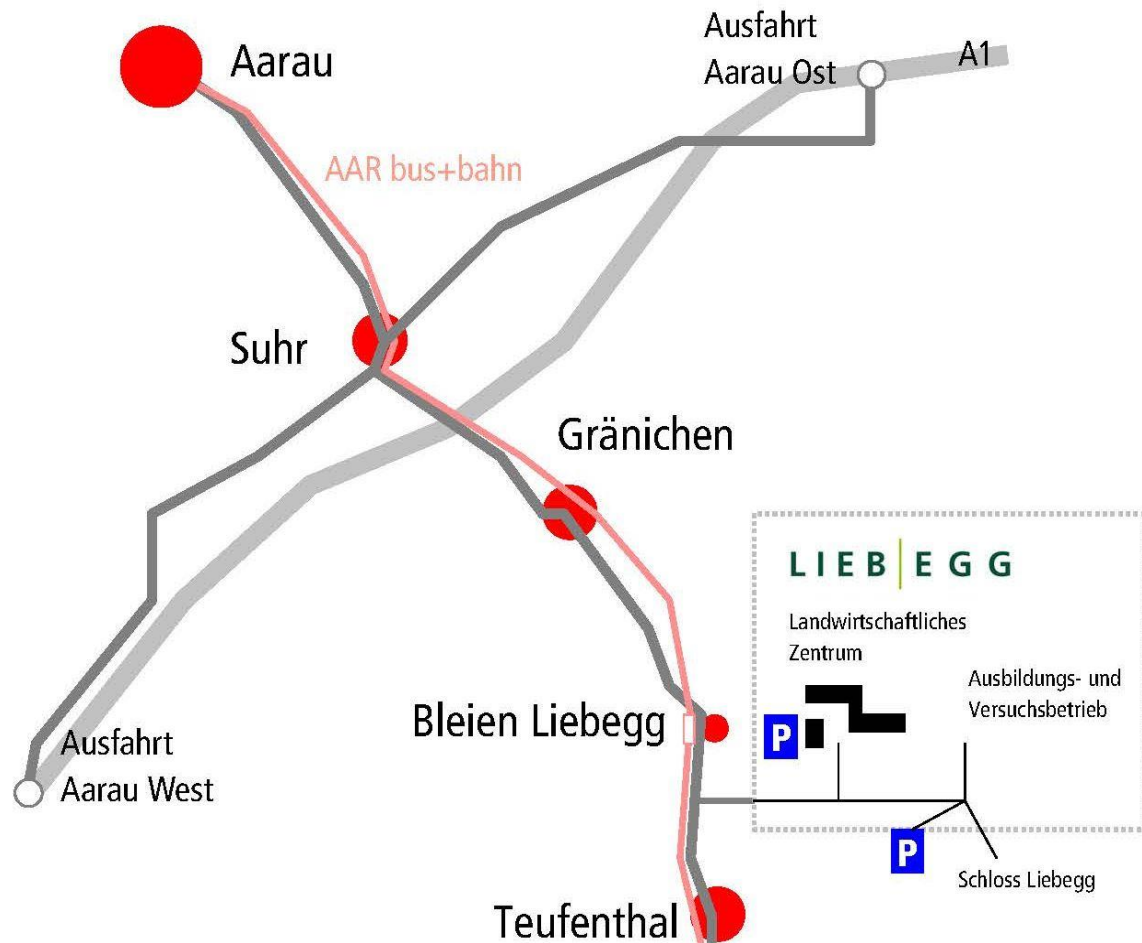 Ausfahrt
Aarau Ost
A1
Aarau
AAR bus+bahn
Suhr
Gränichen
LIEB|EGG
Landwirtschaftliches
Zentrum
Ausbildungs- und
Versuchsbetrieb
Bleien Liebegg
P
Ausfahrt
Aarau West
P
Schloss Liebegg
Teufenthal